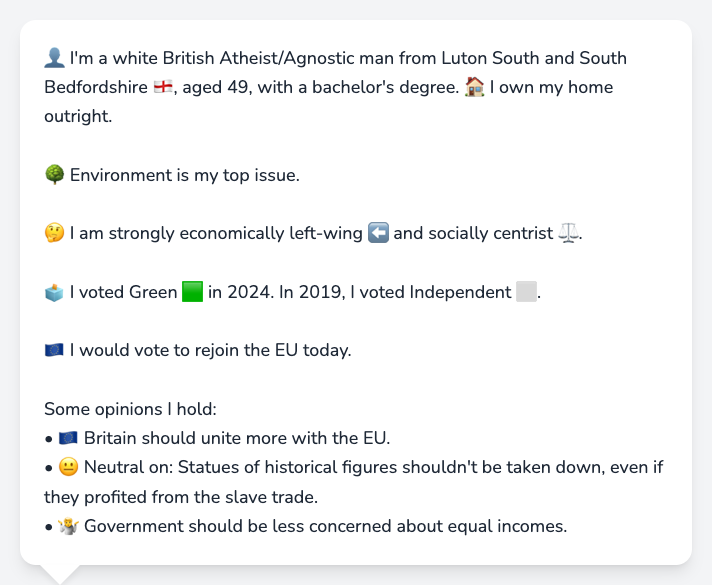 👤 I'm a white British Atheist/Agnostic man from Luton South and South
Bedfordshire 🏴󠁧󠁢󠁥󠁮󠁧󠁿, aged 49, with a bachelor's degree. 🏠 I own my home
outright.
🌳 Environment is my top issue.
🤔 I am strongly economically left-wing ⬅️ and socially centrist ⚖️.
🗳️ I voted Green 🟩 in 2024. In 2019, I voted Independent ⬜.
🇪🇺 I would vote to rejoin the EU today.
Some opinions I hold:
• 🇪🇺 Britain should unite more with the EU.
• 😐 Neutral on: Statues of historical figures shouldn't be taken down, even if
they profited from the slave trade.
• 🤷 Government should be less concerned about equal incomes.